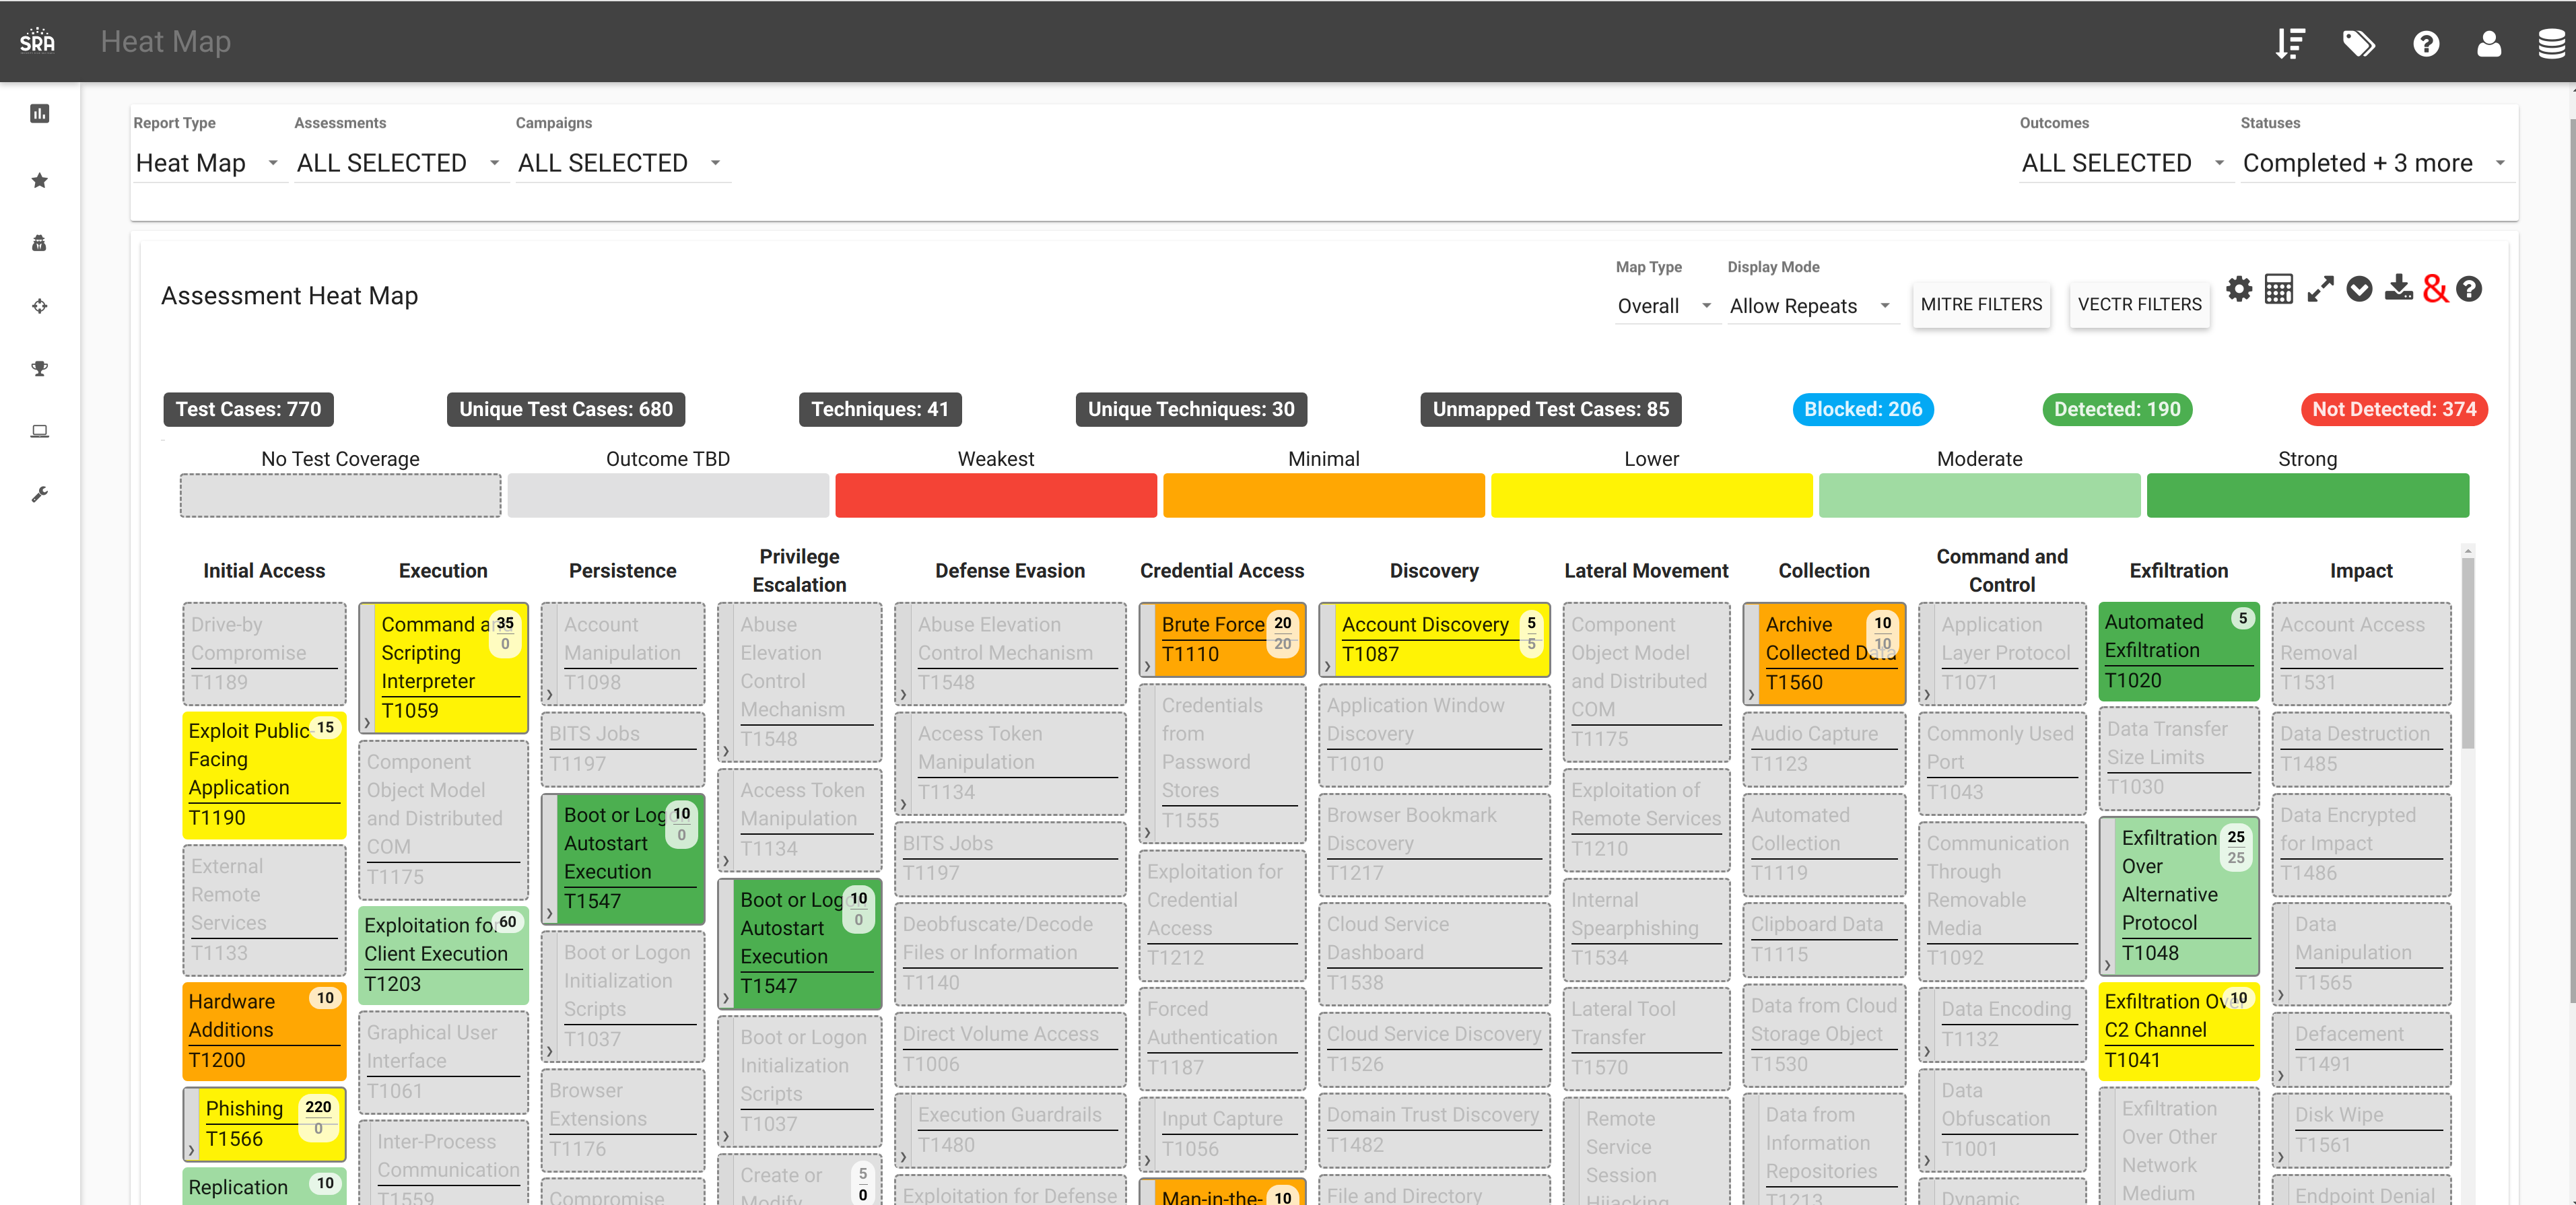 SRA
Heat Map
Report Type
Assessments
Campaigns
Outcomes
Statuses
Heat Map
ALL SELECTED
ALL SELECTED
ALL SELECTED
Completed + 3 more
Map Type
Display Mode
Assessment Heat Map
Overall
Allow Repeats
MITRE FILTERS
VECTR FILTERS
&
Test Cases: 770
Unique Test Cases: 680
Techniques: 41
Unique Techniques: 30
Unmapped Test Cases: 85
Blocked: 206
Detected: 190
Not Detected: 374
No Test Coverage
Outcome TBD
Weakest
Minimal
Lower
Moderate
Strong
Initial Access
Drive-by
Compromise
T1189
Exploit Public-
15
Facing
Application
T1190
External
Remote
Services
T1133
Hardware
10
Additions
T1200
Phishing
220
0
T1566
Replication
10
Execution
Command and
35
0
Scripting
Interpreter
T1059
Component
Object Model
and Distributed
COM
T1175
Exploitation for
60
Client Execution
T1203
Graphical User
Interface
T1061
Inter-Process
Communication
T1559
Persistence
Account
Manipulation
T1098
BITS Jobs
T1197
Boot or Logon
10
0
Autostart
Execution
T1547
Boot or Logon
Initialization
Scripts
T1037
Browser
Extensions
T1176
Compromise
Privilege
Escalation
Abuse
Elevation
Control
Mechanism
T1548
Access Token
Manipulation
T1134
Boot or Logon
10
0
Autostart
Execution
T1547
Boot or Logon
Initialization
Scripts
T1037
Create or
5
0
Modify
Defense Evasion
Abuse Elevation
Control Mechanism
T1548
Access Token
Manipulation
T1134
BITS Jobs
T1197
Deobfuscate/Decode
Files or Information
T1140
Direct Volume Access
T1006
Execution Guardrails
T1480
Exploitation for Defense
Credential Access
Brute Force
20
20
T1110
Credentials
from
Password
Stores
T1555
Exploitation for
Credential
Access
T1212
Forced
Authentication
T1187
Input Capture
T1056
Man-in-the-
10
Discovery
Account Discovery
5
5
T1087
Application Window
Discovery
T1010
Browser Bookmark
Discovery
T1217
Cloud Service
Dashboard
T1538
Cloud Service Discovery
T1526
Domain Trust Discovery
T1482
File and Directory
Lateral Movement
Component
Object Model
and Distributed
COM
T1175
Exploitation of
Remote Services
T1210
Internal
Spearphishing
T1534
Lateral Tool
Transfer
T1570
Remote
Service
Session
Hijacking
Collection
Archive
10
10
Collected Data
T1560
Audio Capture
T1123
Automated
Collection
T1119
Clipboard Data
T1115
Data from Cloud
Storage Object
T1530
Data from
Information
Repositories
T1213
Command and
Control
Application
Layer Protocol
T1071
Commonly Used
Port
T1043
Communication
Through
Removable
Media
T1092
Data Encoding
T1132
Data
Obfuscation
T1001
Dynamic
Exfiltration
Automated
5
Exfiltration
T1020
Data Transfer
Size Limits
T1030
Exfiltration
25
25
Over
Alternative
Protocol
T1048
Exfiltration Over
10
C2 Channel
T1041
Exfiltration
Over Other
Network
Medium
Impact
Account Access
Removal
T1531
Data Destruction
T1485
Data Encrypted
for Impact
T1486
Data
Manipulation
T1565
Defacement
T1491
Disk Wipe
T1561
Endpoint Denial